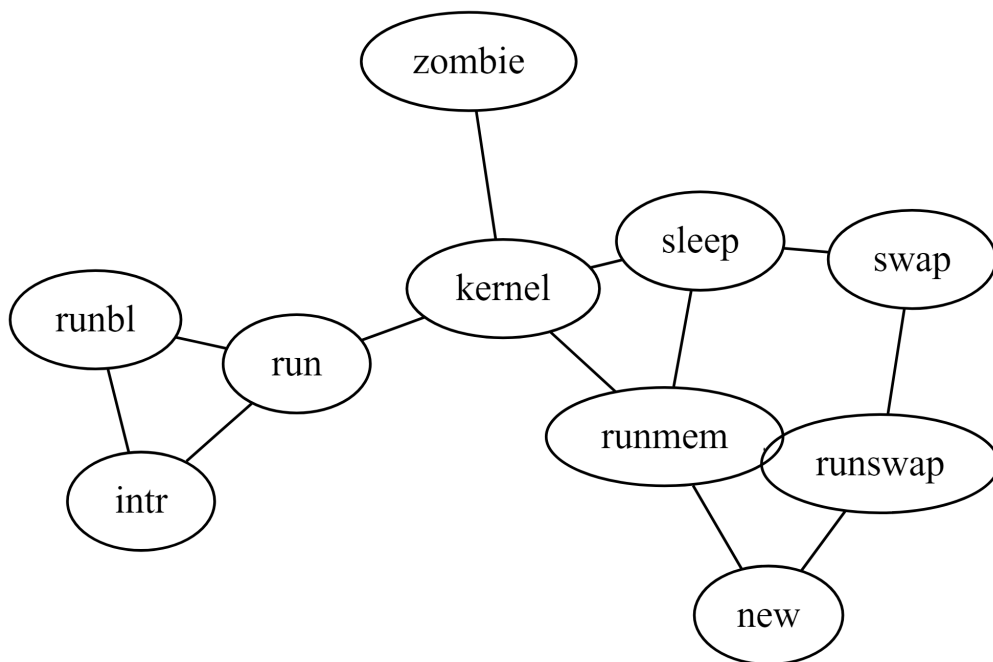 zombie
sleep
swap
kernel
runbl
run
runmem
runswap
intr
new